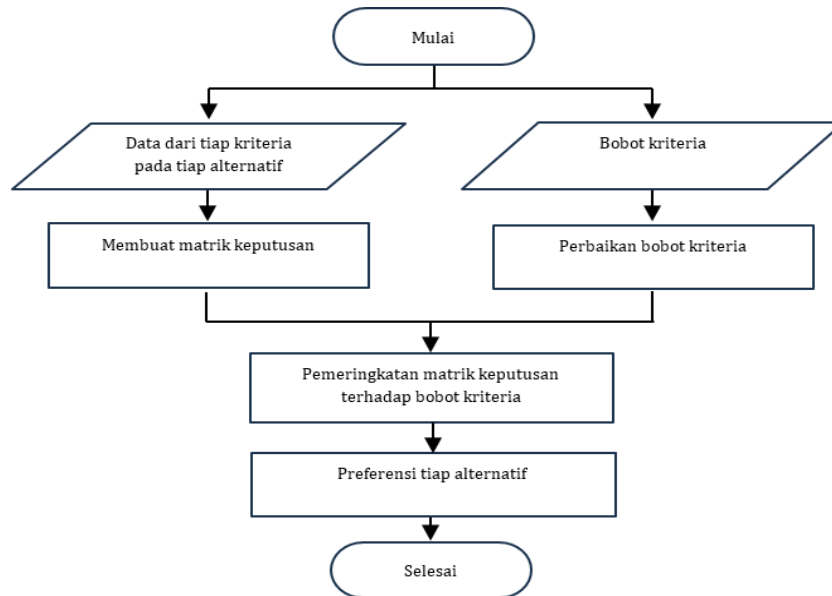 Mulai
Data dari tiap kriteria
pada tiap alternatif
Bobot kriteria
Membuat matrik keputusan
Perbaikan bobot kriteria
Pemeringkatan matrik keputusan
terhadap bobot kriteria
Preferensi tiap alternatif
Selesai